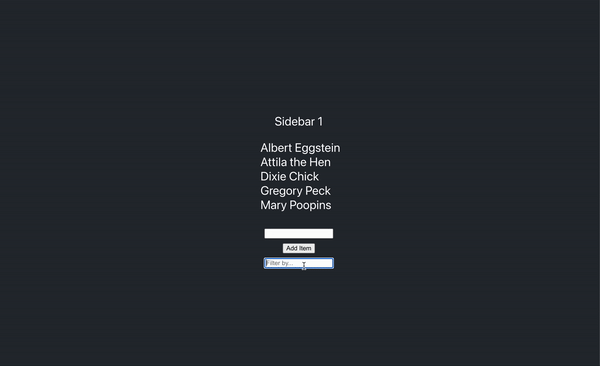 Sidebar 1
Albert Eggstein
Attila the Hen
Dixie Chick
Gregory Peck
Mary Poopins
Add Item
Filter by...